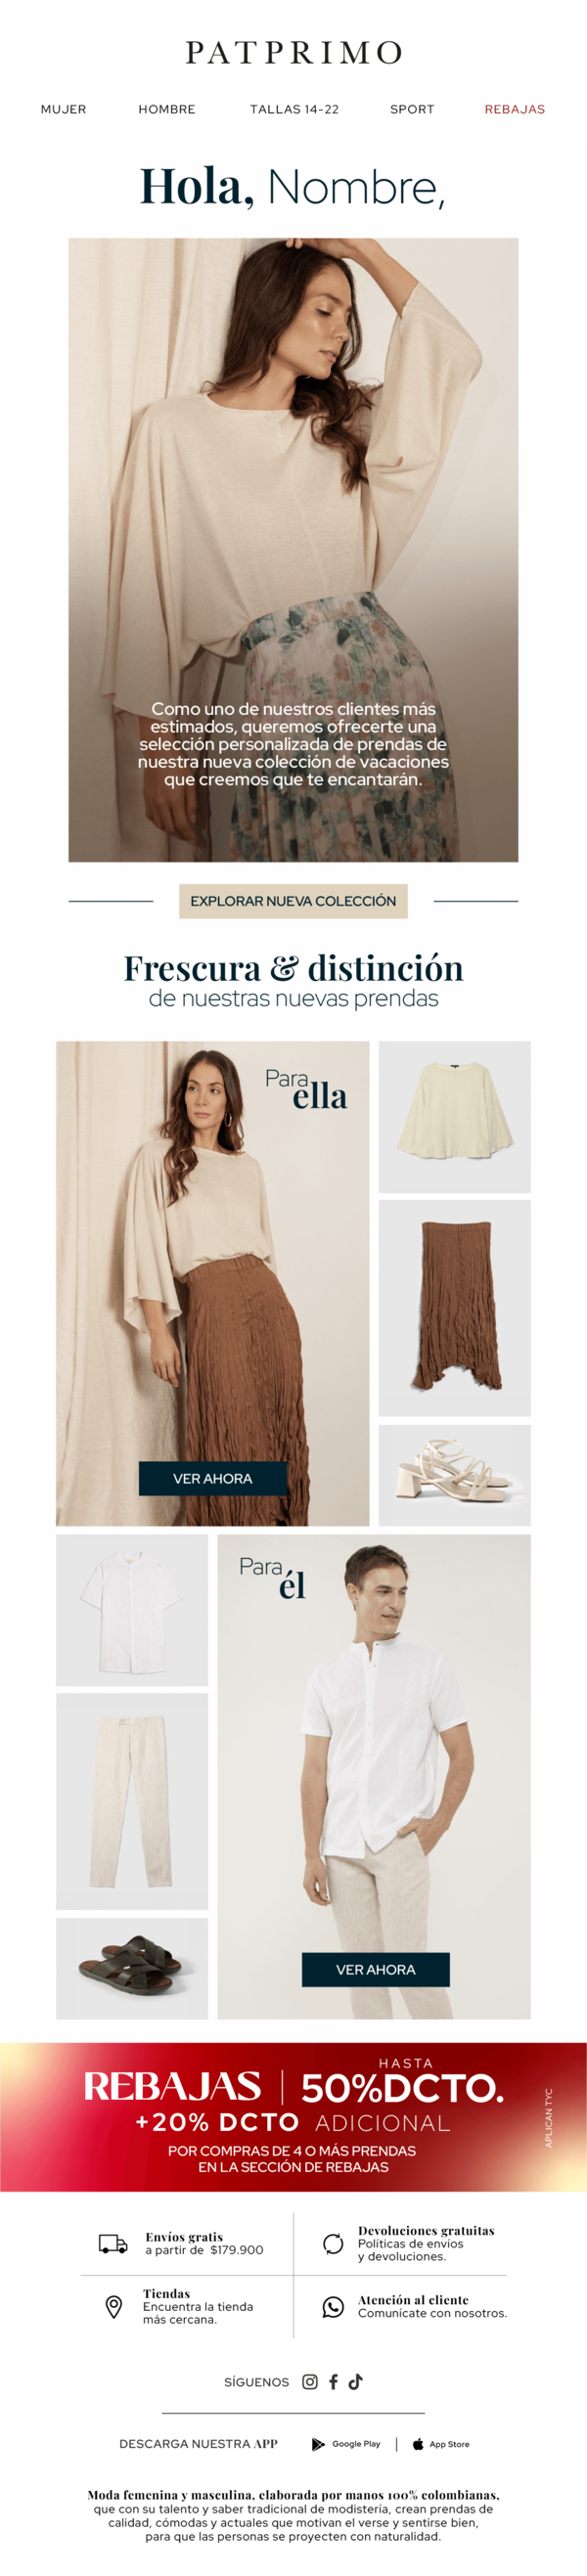 PATPRIMO
MUJER HOMBRE TALLAS 14-22 SPORT REBAJAS
Hola, Nombre,
Como uno de nuestros clientes más
estimados, queremos ofrecerte una
selección personalizada de prendas de
nuestra nueva colección de vacaciones
que creemos que te encantarán.
EXPLORAR NUEVA COLECCIÓN
Frescura & distinción
de nuestras nuevas prendas
Para
ella
VER AHORA
Para
él
VER AHORA
HASTA
REBAJAS | 50%DCTO.
+20% DCTO ADICIONAL
POR COMPRAS DE 4 O MÁS PRENDAS
EN LA SECCIÓN DE REBAJAS
APLICAN TYC
Envíos gratis
a partir de $179.900
Devoluciones gratuitas
Políticas de envíos
y devoluciones.
Tiendas
Encuentra la tienda
más cercana.
Atención al cliente
Comunícate con nosotros.
SÍGUENOS
DESCARGA NUESTRA APP Google Play | App Store
Moda femenina y masculina, elaborada por manos 100% colombianas,
que con su talento y saber tradicional de modistería, crean prendas de
calidad, cómodas y actuales que motivan el verse y sentirse bien,
para que las personas se proyecten con naturalidad.